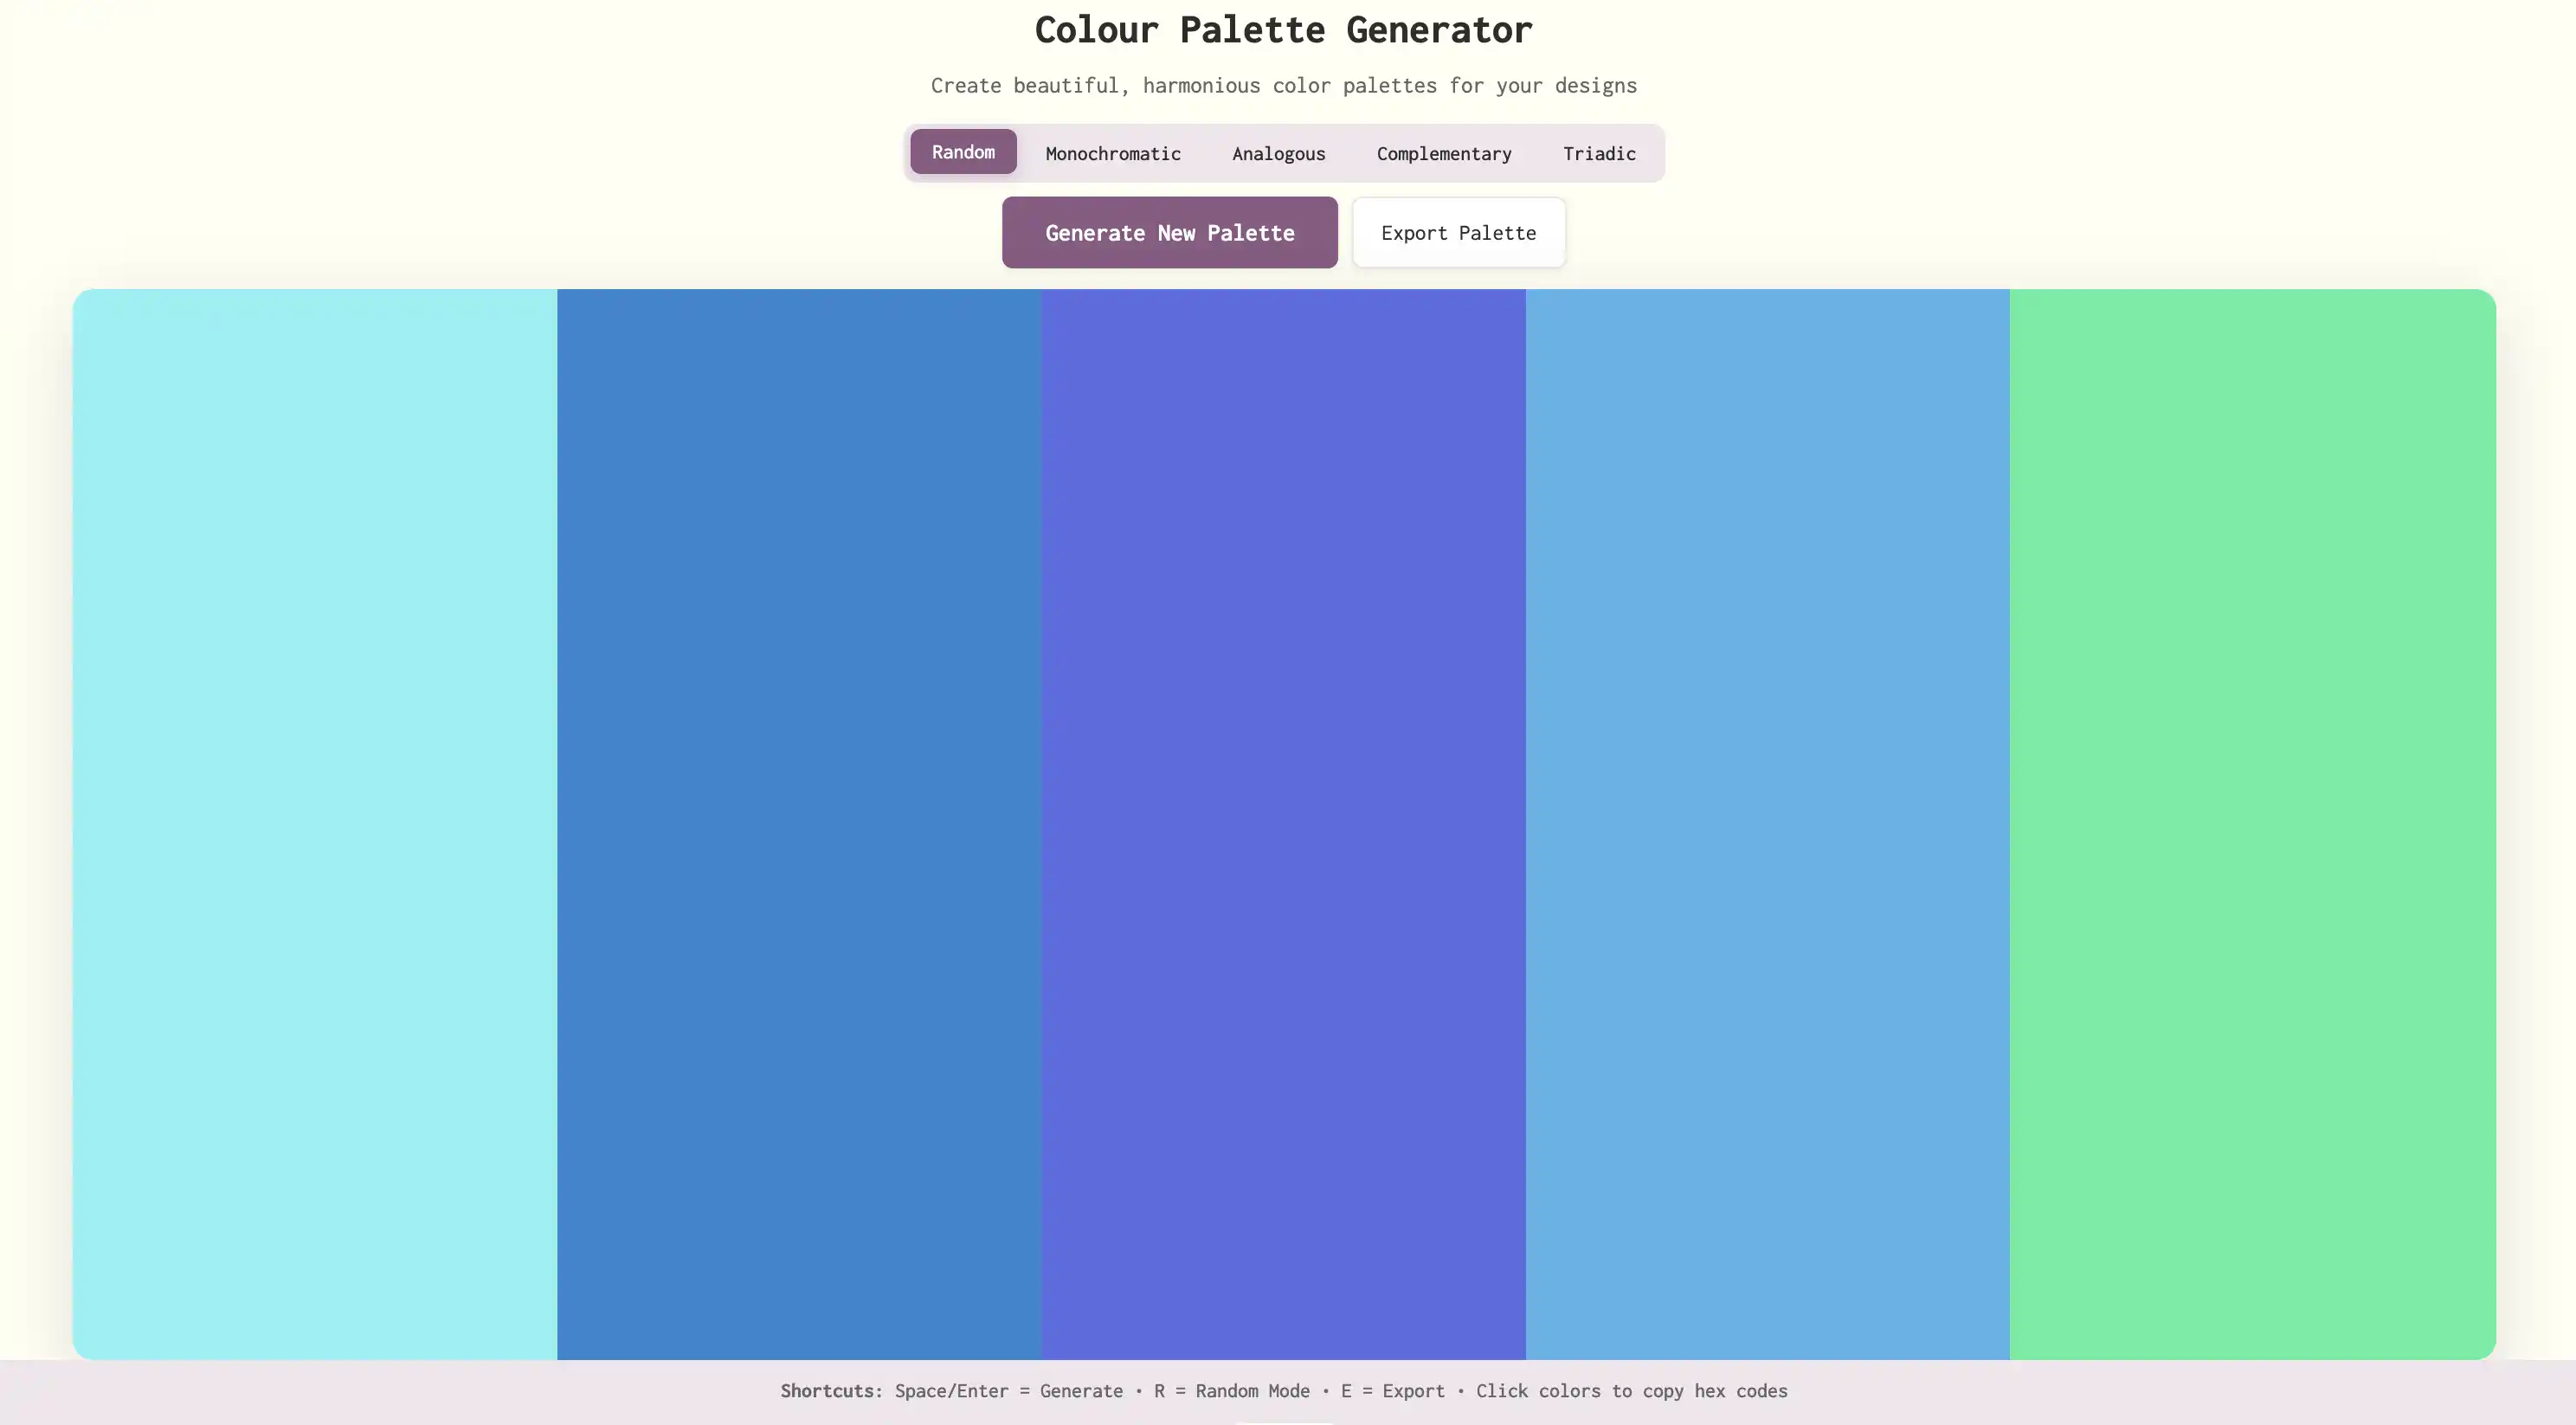 Colour Palette Generator
Create beautiful, harmonious color palettes for your designs
Random Monochromatic Analogous Complementary Triadic
Generate New Palette Export Palette
Shortcuts: Space/Enter = Generate • R = Random Mode • E = Export • Click colors to copy hex codes